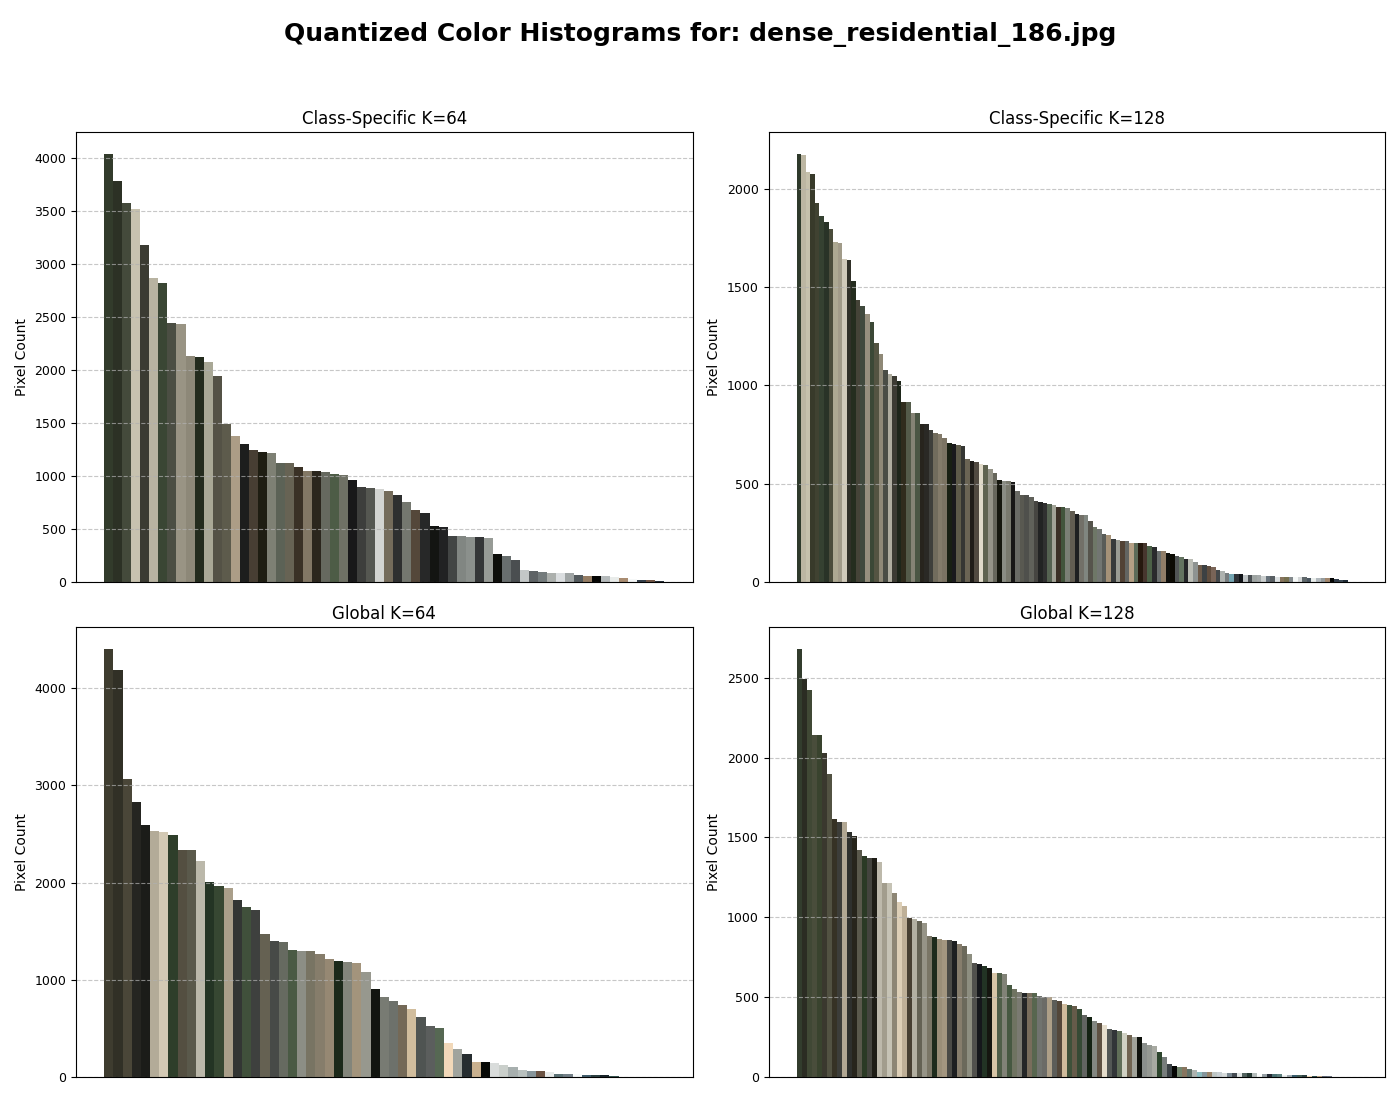 Quantized Color Histograms for: dense_residential_186.jpg
Class-Specific K=64
Pixel Count
4000
3500
3000
2500
2000
1500
1000
500
0
Class-Specific K=128
Pixel Count
2000
1500
1000
500
0
Global K=64
Pixel Count
4000
3000
2000
1000
0
Global K=128
Pixel Count
2500
2000
1500
1000
500
0